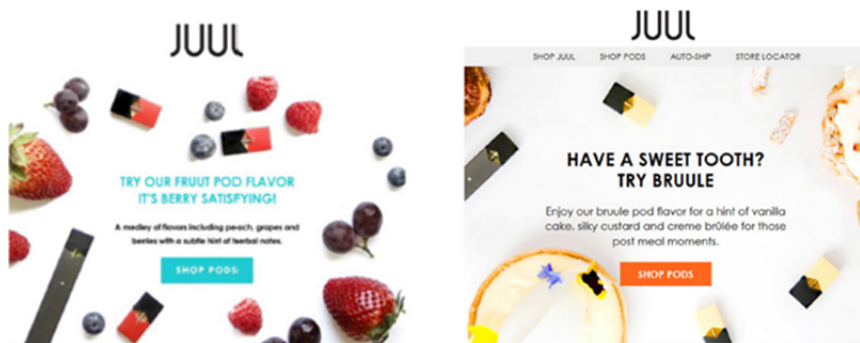 JUUL
TRY OUR FRUUT POD FLAVOR
IT'S BERRY SATISFYING!
A medley of flavors including peach, grapes and
berries with a subtle hint of herbal notes.
SHOP PODS
JUUL
SHOP JUUL SHOP PODS AUTO-SHIP STORE LOCATOR
HAVE A SWEET TOOTH?
TRY BRUULE
Enjoy our bruule pod flavor for a hint of vanilla
cake, silky custard and creme brûlée for those
post meal moments.
SHOP PODS